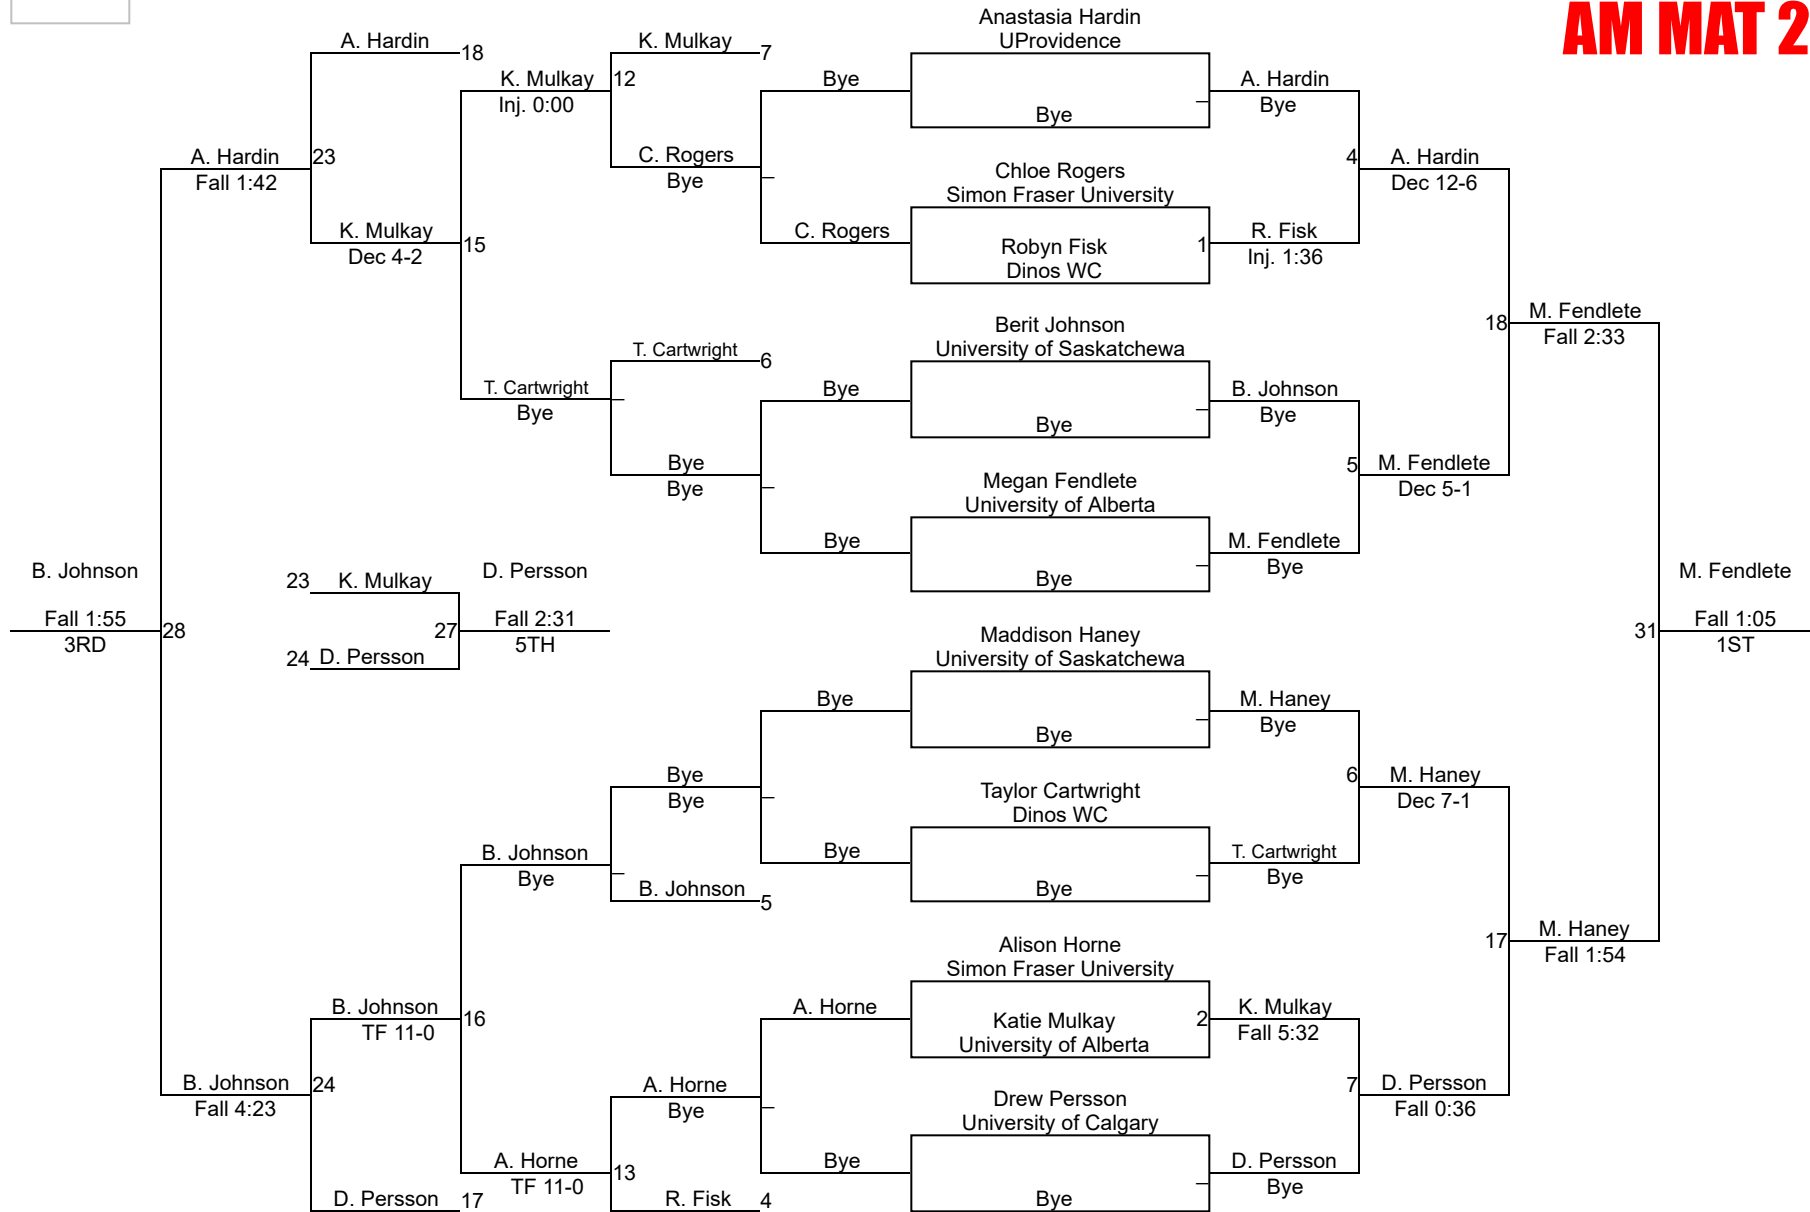 AM MAT 2
Anastasia Hardin
UProvidence
A. Hardin
18
K. Mulkay
7
K. Mulkay
12
Inj. 0:00
Bye
Bye
A. Hardin
Bye
C. Rogers
Bye
A. Hardin
23
Fall 1:42
4
A. Hardin
Dec 12-6
Chloe Rogers
Simon Fraser University
K. Mulkay
15
Dec 4-2
C. Rogers
Robyn Fisk
Dinos WC
1
R. Fisk
Inj. 1:36
M. Fendlete
18
Fall 2:33
Berit Johnson
University of Saskatchewa
T. Cartwright
6
T. Cartwright
Bye
Bye
Bye
B. Johnson
Bye
Bye
Bye
5
M. Fendlete
Dec 5-1
Megan Fendlete
University of Alberta
Bye
Bye
M. Fendlete
Bye
B. Johnson
Fall 1:55
28
3RD
23
K. Mulkay
24
D. Persson
27
D. Persson
Fall 2:31
5TH
M. Fendlete
31
Fall 1:05
1ST
Maddison Haney
University of Saskatchewa
Bye
Bye
M. Haney
Bye
Bye
Bye
6
M. Haney
Dec 7-1
Taylor Cartwright
Dinos WC
B. Johnson
Bye
B. Johnson
5
Bye
Bye
T. Cartwright
Bye
17
M. Haney
Fall 1:54
Alison Horne
Simon Fraser University
B. Johnson
16
TF 11-0
A. Horne
Katie Mulkay
University of Alberta
2
K. Mulkay
Fall 5:32
B. Johnson
24
Fall 4:23
A. Horne
Bye
7
D. Persson
Fall 0:36
Drew Persson
University of Calgary
A. Horne
13
TF 11-0
Bye
Bye
D. Persson
Bye
D. Persson
17
R. Fisk
4